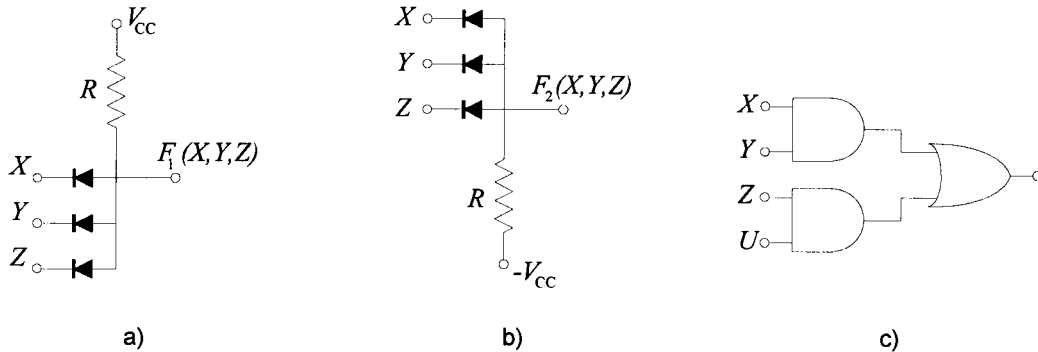 V_CC
R
F_1(X,Y,Z)
X
Y
Z
a)
X
Y
Z
F_2(X,Y,Z)
R
-V_CC
b)
X
Y
Z
U
c)